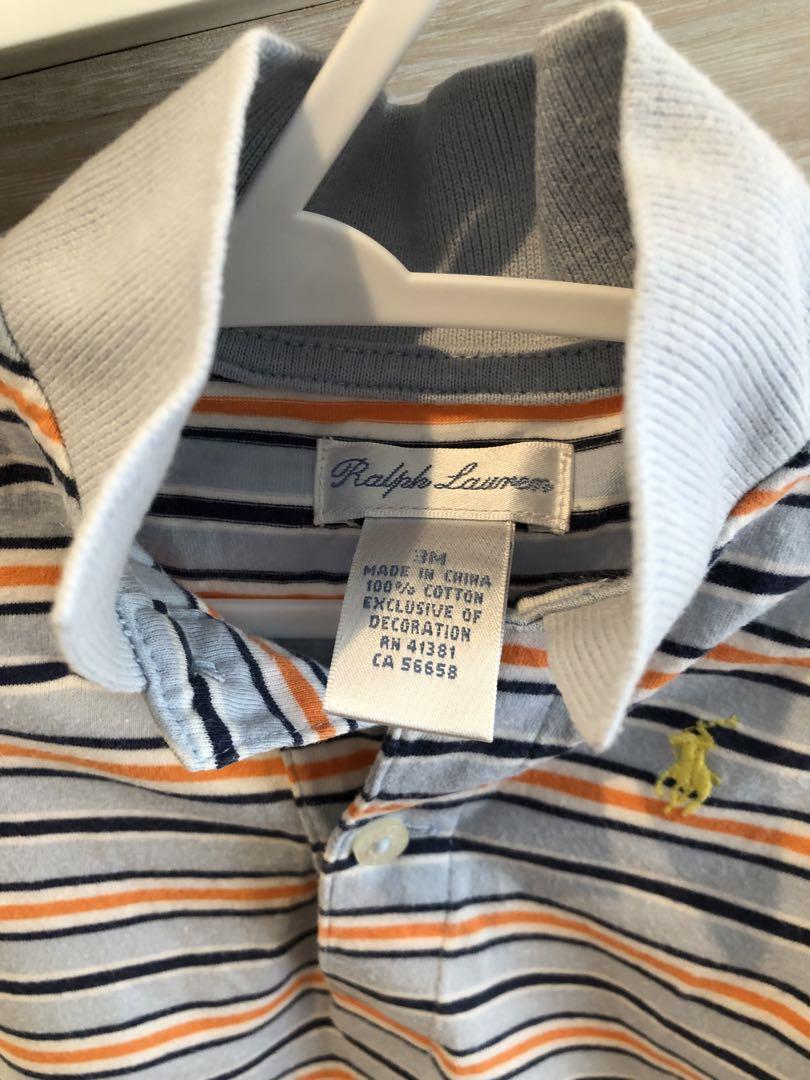 Ralph Lauren
3M
MADE IN CHINA
100% COTTON
EXCLUSIVE OF
DECORATION
RN 41381
CA 56658